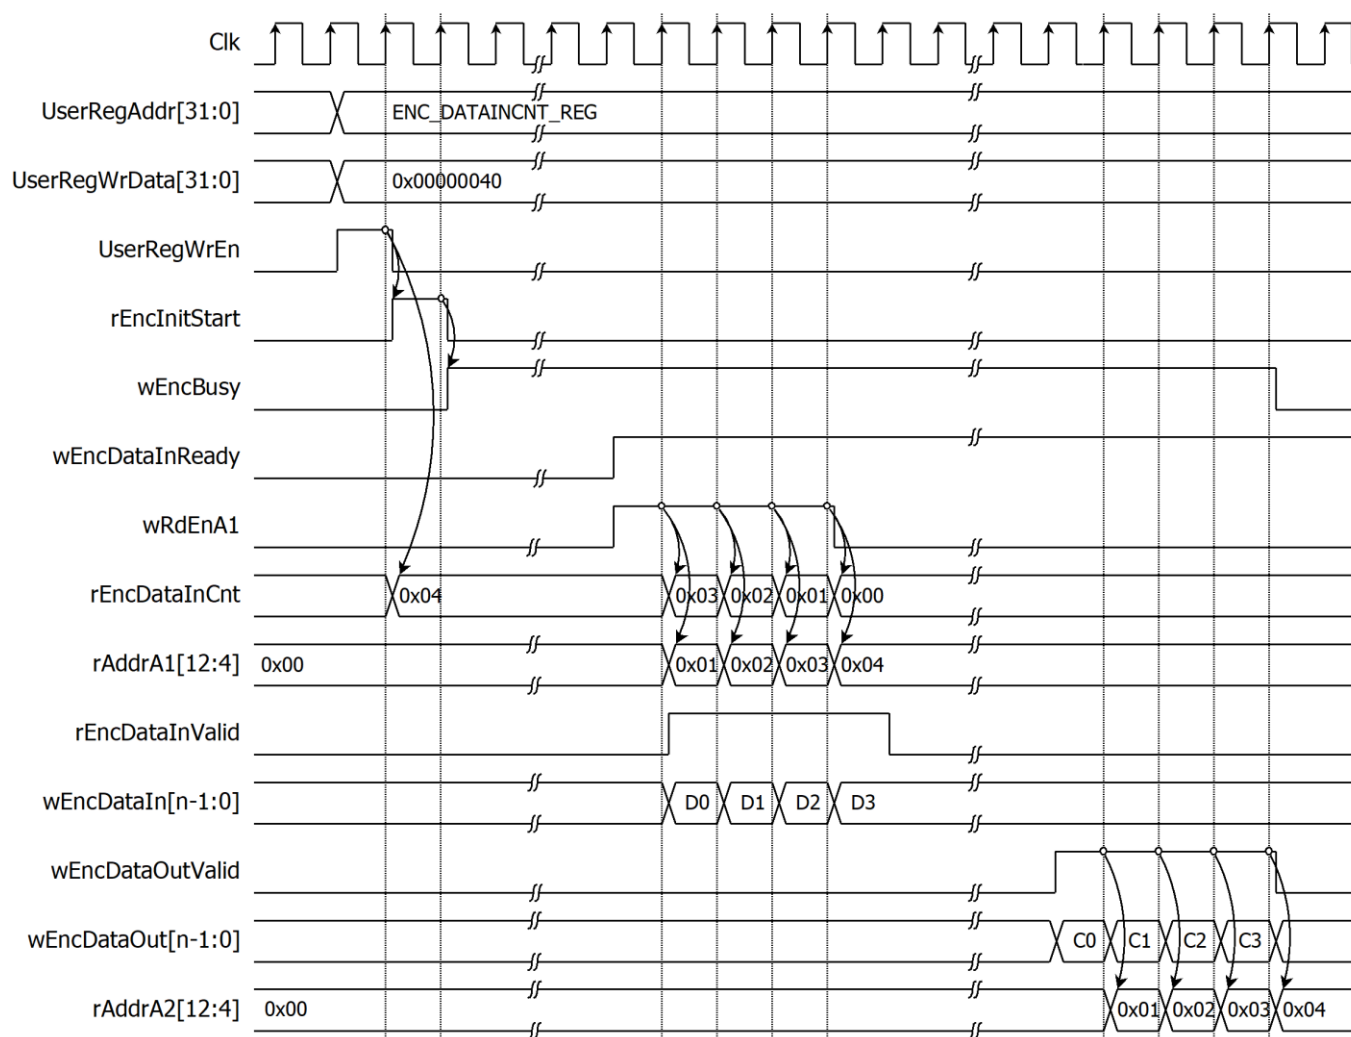 Clk
UserRegAddr[31:0] ENC_DATAINCNT_REG
UserRegWrData[31:0] 0x00000040
UserRegWrEn
rEncInitStart
wEncBusy
wEncDataInReady
wRdEnA1
rEncDataInCnt 0x04 0x03 0x02 0x01 0x00
rAddrA1[12:4] 0x00 0x01 0x02 0x03 0x04
rEncDataInValid
wEncDataIn[n-1:0] D0 D1 D2 D3
wEncDataOutValid
wEncDataOut[n-1:0] C0 C1 C2 C3
rAddrA2[12:4] 0x00 0x01 0x02 0x03 0x04